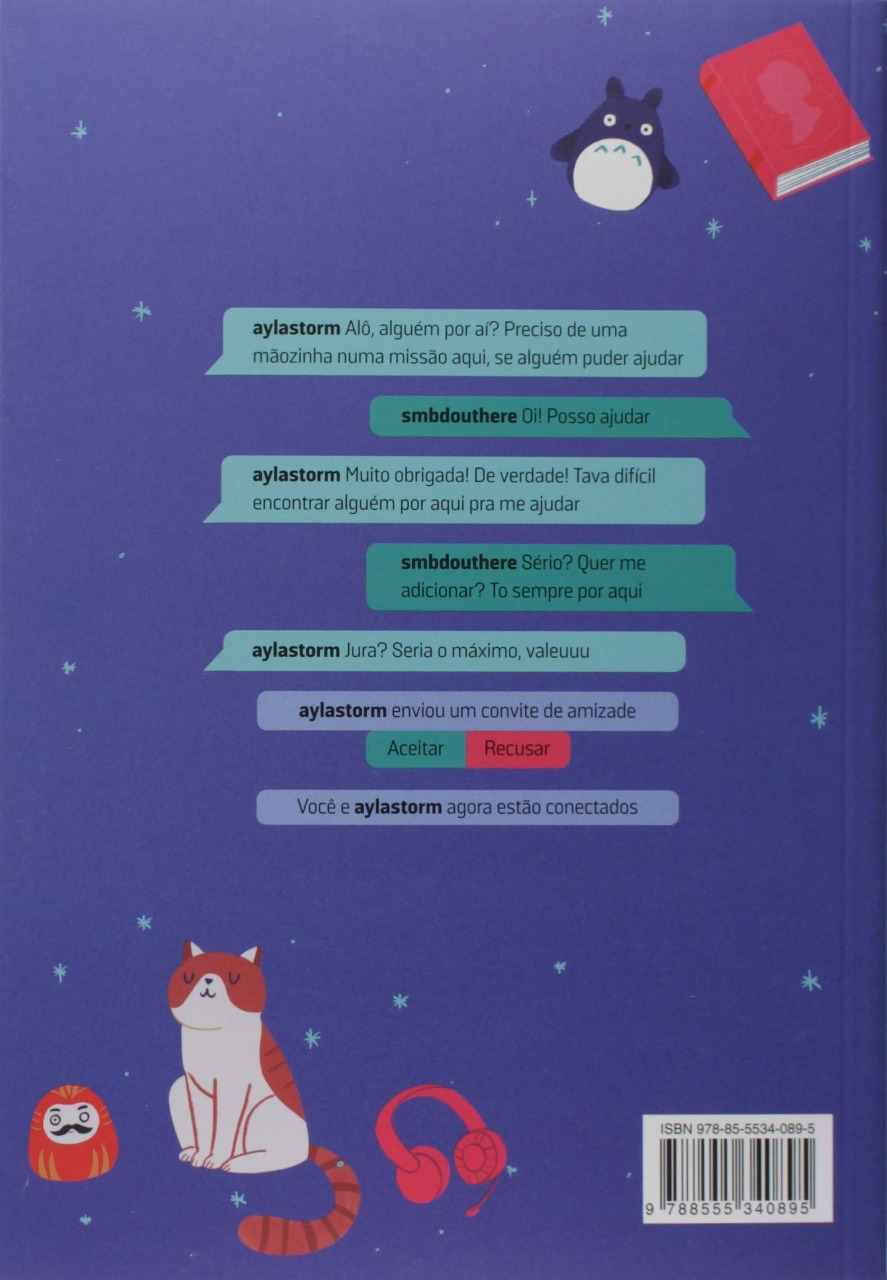 aylastorm Alô, alguém por aí? Preciso de uma
mãozinha numa missão aqui, se alguém puder ajudar
smbdouthere Oi! Posso ajudar
aylastorm Muito obrigada! De verdade! Tava difícil
encontrar alguém por aqui pra me ajudar
smbdouthere Sério? Quer me
adicionar? To sempre por aqui
aylastorm Jura? Seria o máximo, valeuuu
aylastorm enviou um convite de amizade
Aceitar Recusar
Você e aylastorm agora estão conectados
ISBN 978-85-5534-089-5
9 788555 340895